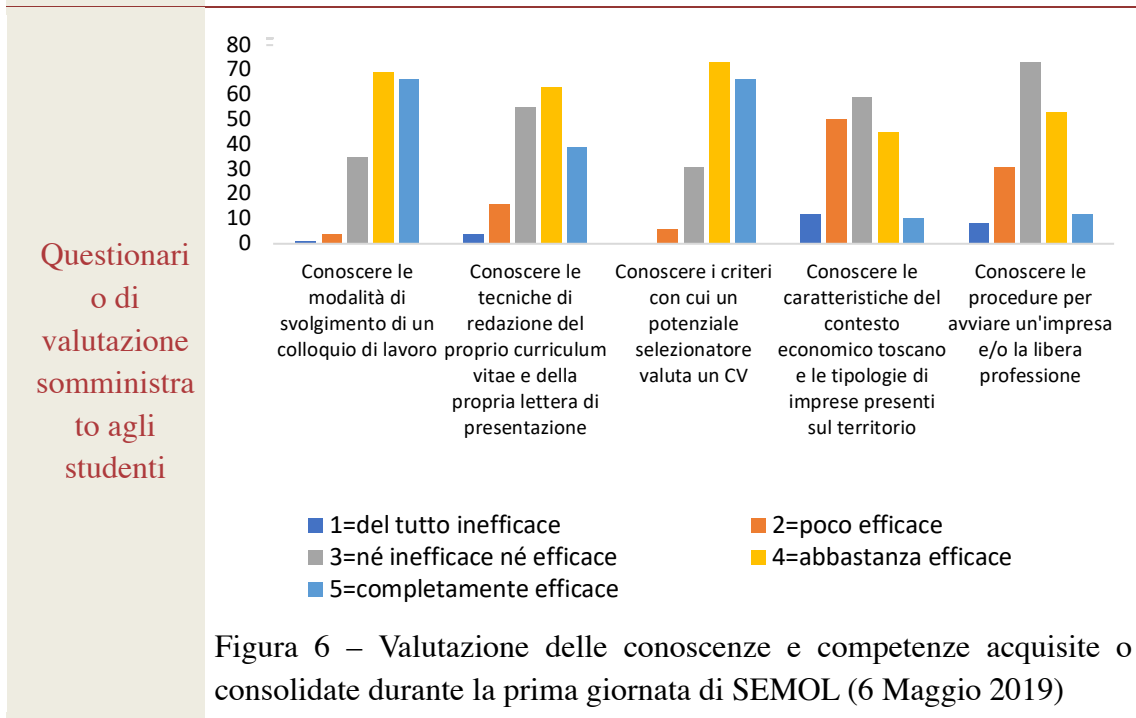 Questionari
o di
valutazione
somministra
to agli
studenti
80
70
60
50
40
30
20
10
0
Conoscere le
modalità di
svolgimento di un
colloquio di lavoro
Conoscere le
tecniche di
redazione del
proprio curriculum
vitae e della
propria lettera di
presentazione
Conoscere i criteri
con cui un
potenziale
selezionatore
valuta un CV
Conoscere le
caratteristiche del
contesto
economico toscano
e le tipologie di
imprese presenti
sul territorio
Conoscere le
procedure per
avviare un'impresa
e/o la libera
professione
1=del tutto inefficace
2=poco efficace
3=né inefficace né efficace
4=abbastanza efficace
5=completamente efficace
Figura 6 – Valutazione delle conoscenze e competenze acquisite o
consolidate durante la prima giornata di SEMOL (6 Maggio 2019)